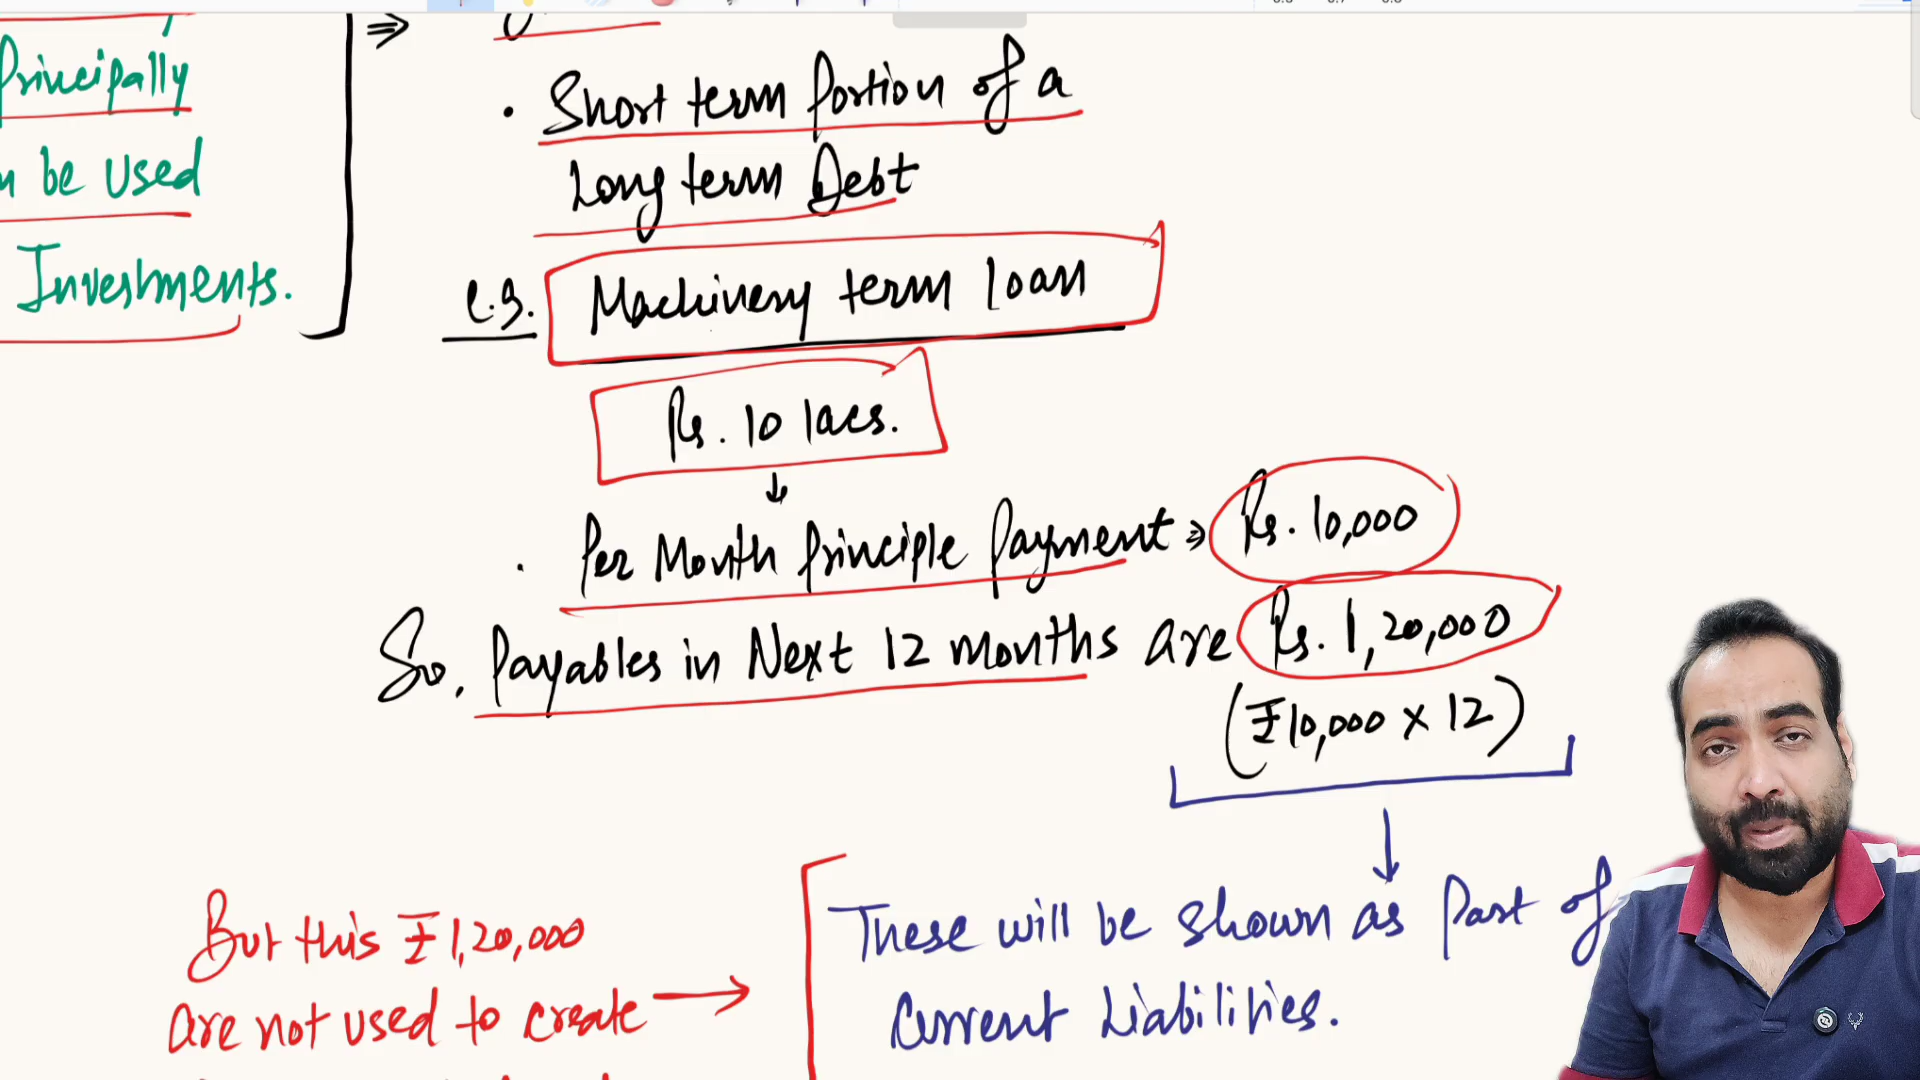 Principally
be used
Investments.
⇒
• Short term Portion of a
Long term Debt
e.g. Machinery term loan
Rs. 10 lacs.
↓
• Per Month Principle Payment ⇒ Rs. 10,000
So, Payables in Next 12 months are Rs. 1,20,000
(₹10,000 x 12)
These will be shown as Part of
Current Liabilities.
But this ₹1,20,000
are not used to create